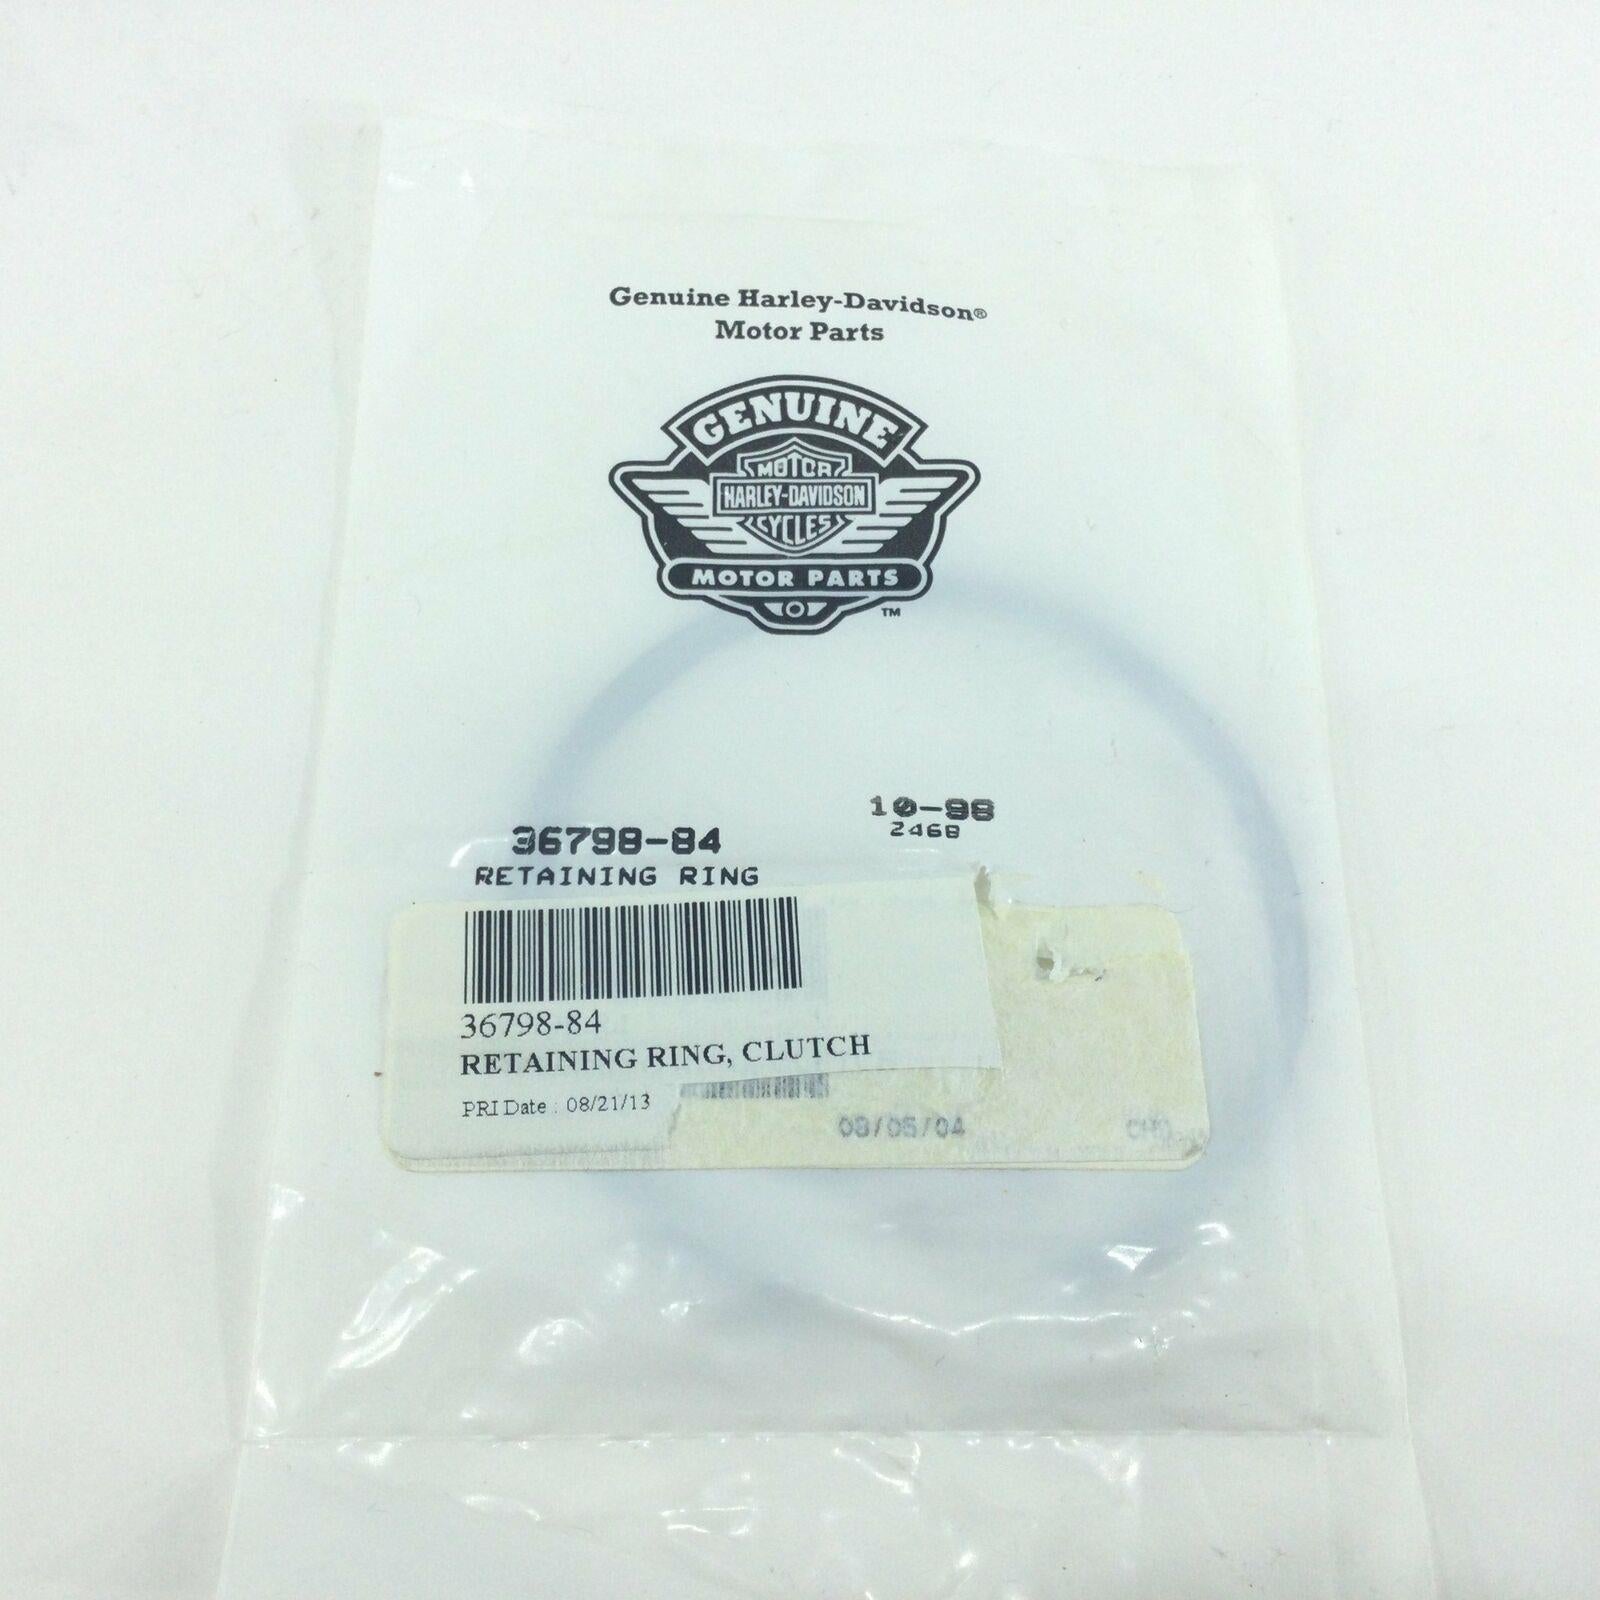 Genuine Harley-Davidson®
Motor Parts
GENUINE
MOTOR
HARLEY-DAVIDSON
CYCLES
MOTOR PARTS
TM
10-98
2468
36798-84
RETAINING RING
36798-84
RETAINING RING, CLUTCH
PRI Date : 08/21/13
08/05/04